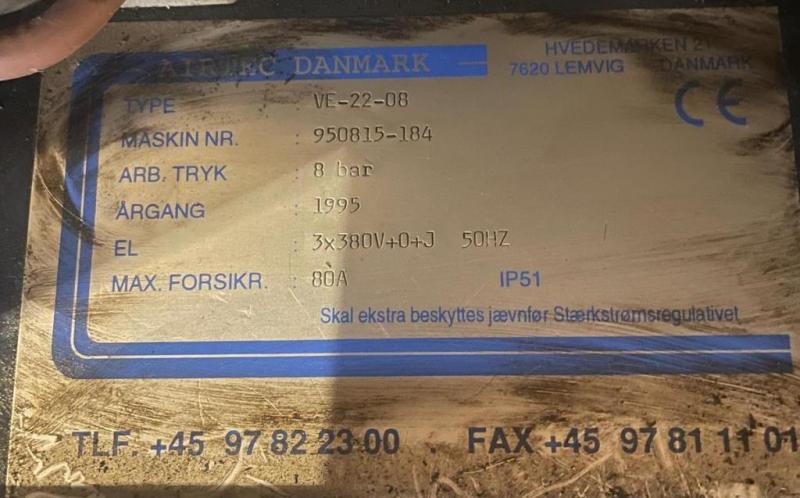 AIRTEC DANMARK
HVEDEMARKEN 21
7620 LEMVIG DANMARK
CE
TYPE : VE-22-08
MASKIN NR. : 950815-184
ARB. TRYK : 8 bar
ÅRGANG : 1995
EL : 3x380V+0+J 50HZ
MAX. FORSIKR. : 80A IP51
Skal ekstra beskyttes jævnfør Stærkstrømsregulativet
TLF. +45 97 82 23 00 . FAX +45 97 81 11 01